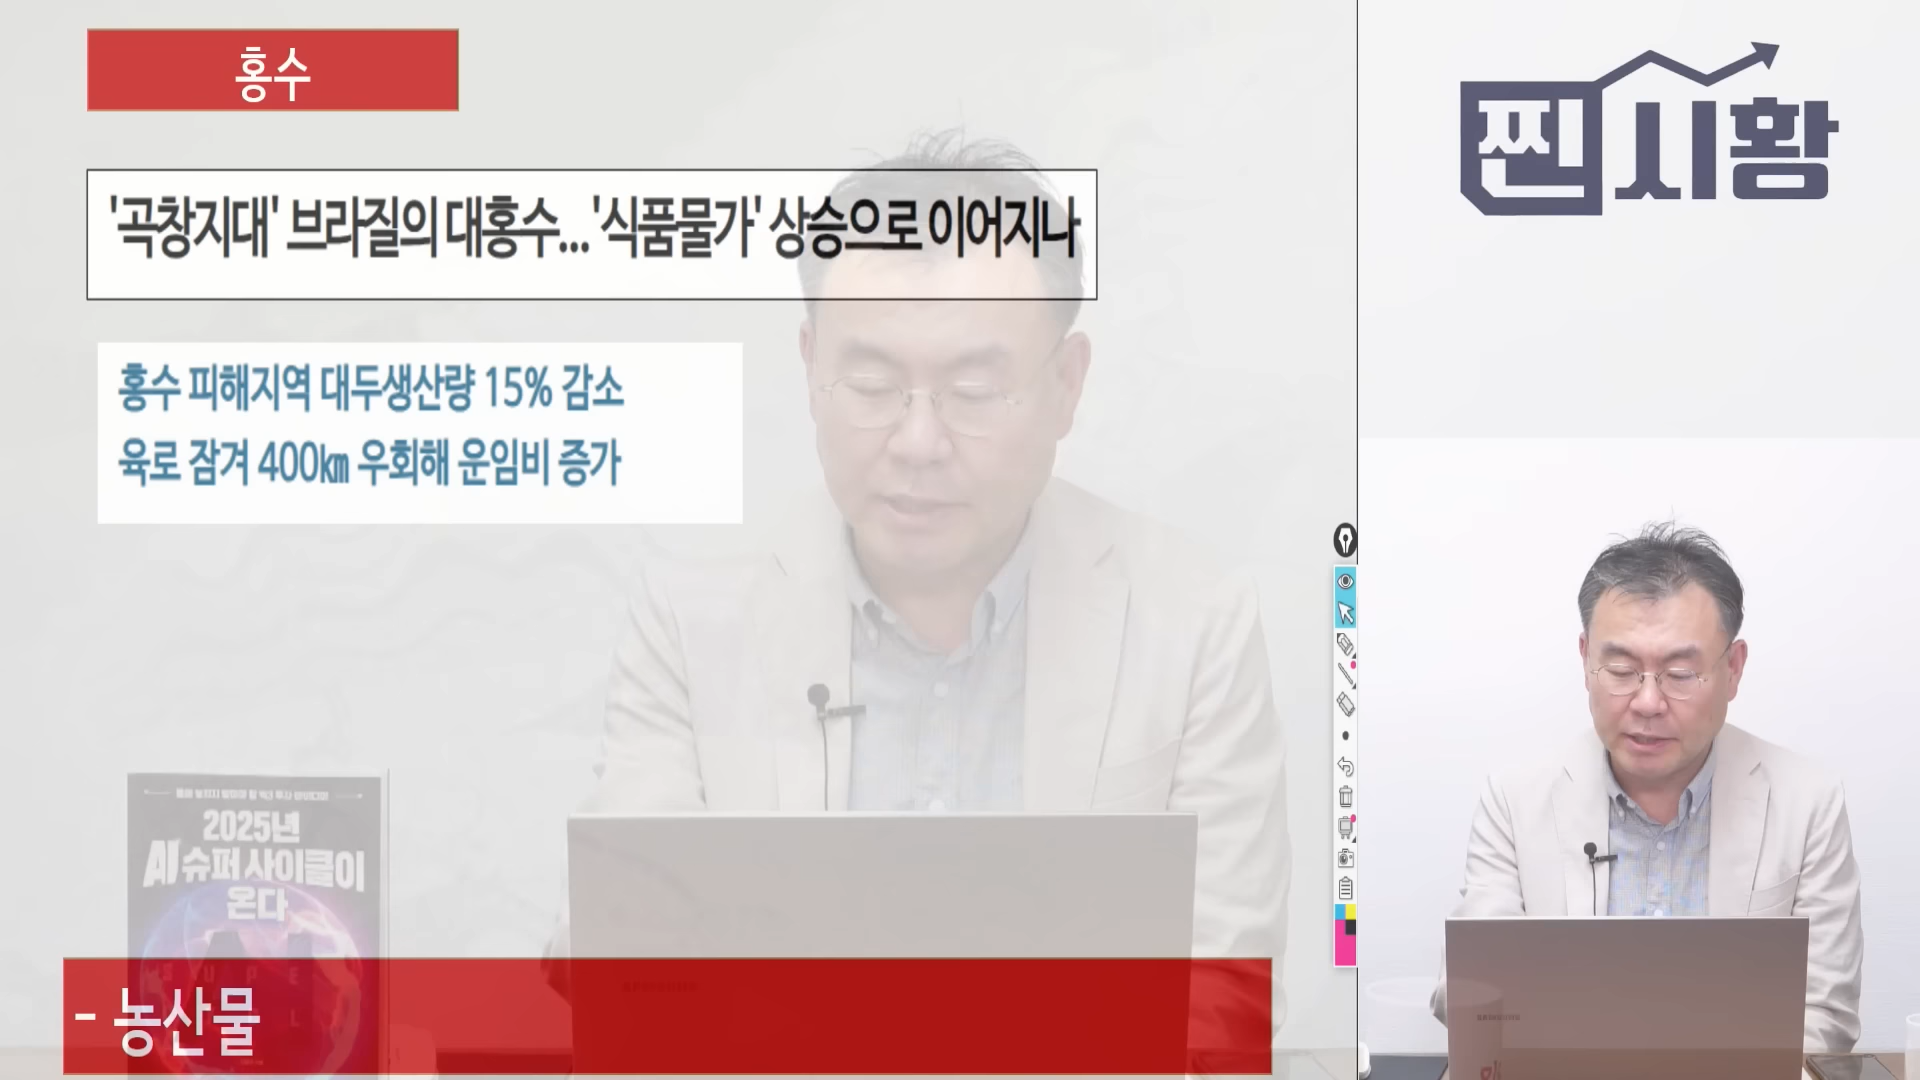 홍수
'곡창지대' 브라질의 대홍수... '식품물가' 상승으로 이어지나
홍수 피해지역 대두생산량 15% 감소
육로 잠겨 400㎞ 우회해 운임비 증가
2025년
AI 슈퍼 사이클이
온다
- 농산물
찐 시황